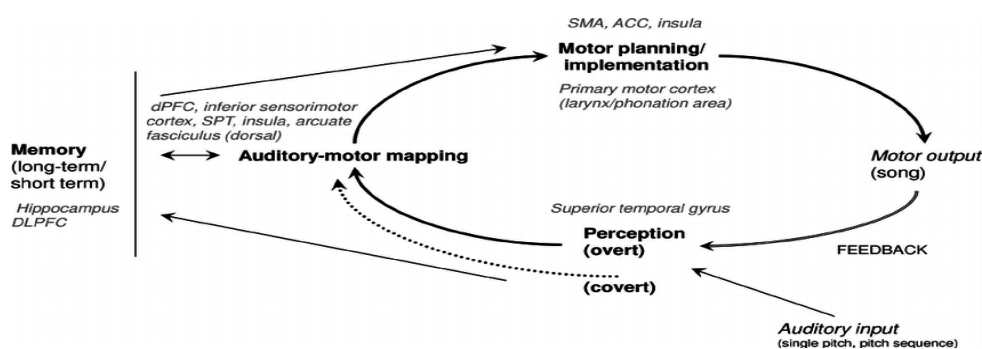 SMA, ACC, insula
Motor planning/
implementation
Primary motor cortex
(larynx/phonation area)
dPFC, inferior sensorimotor
cortex, SPT, insula, arcuate
fasciculus (dorsal)
Auditory-motor mapping
Memory
(long-term/
short term)
Hippocampus
DLPFC
Motor output
(song)
Superior temporal gyrus
Perception
(overt)
FEEDBACK
(covert)
Auditory input
(single pitch, pitch sequence)